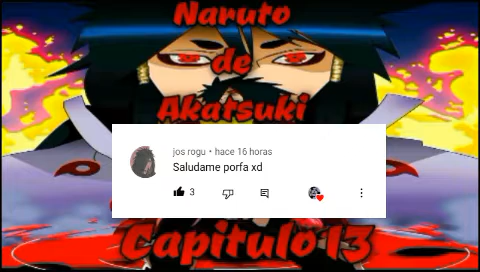 Naruto
de
Akatsuki
jos rogu • hace 16 horas
Saludame porfa xd
3
Capitulo 13